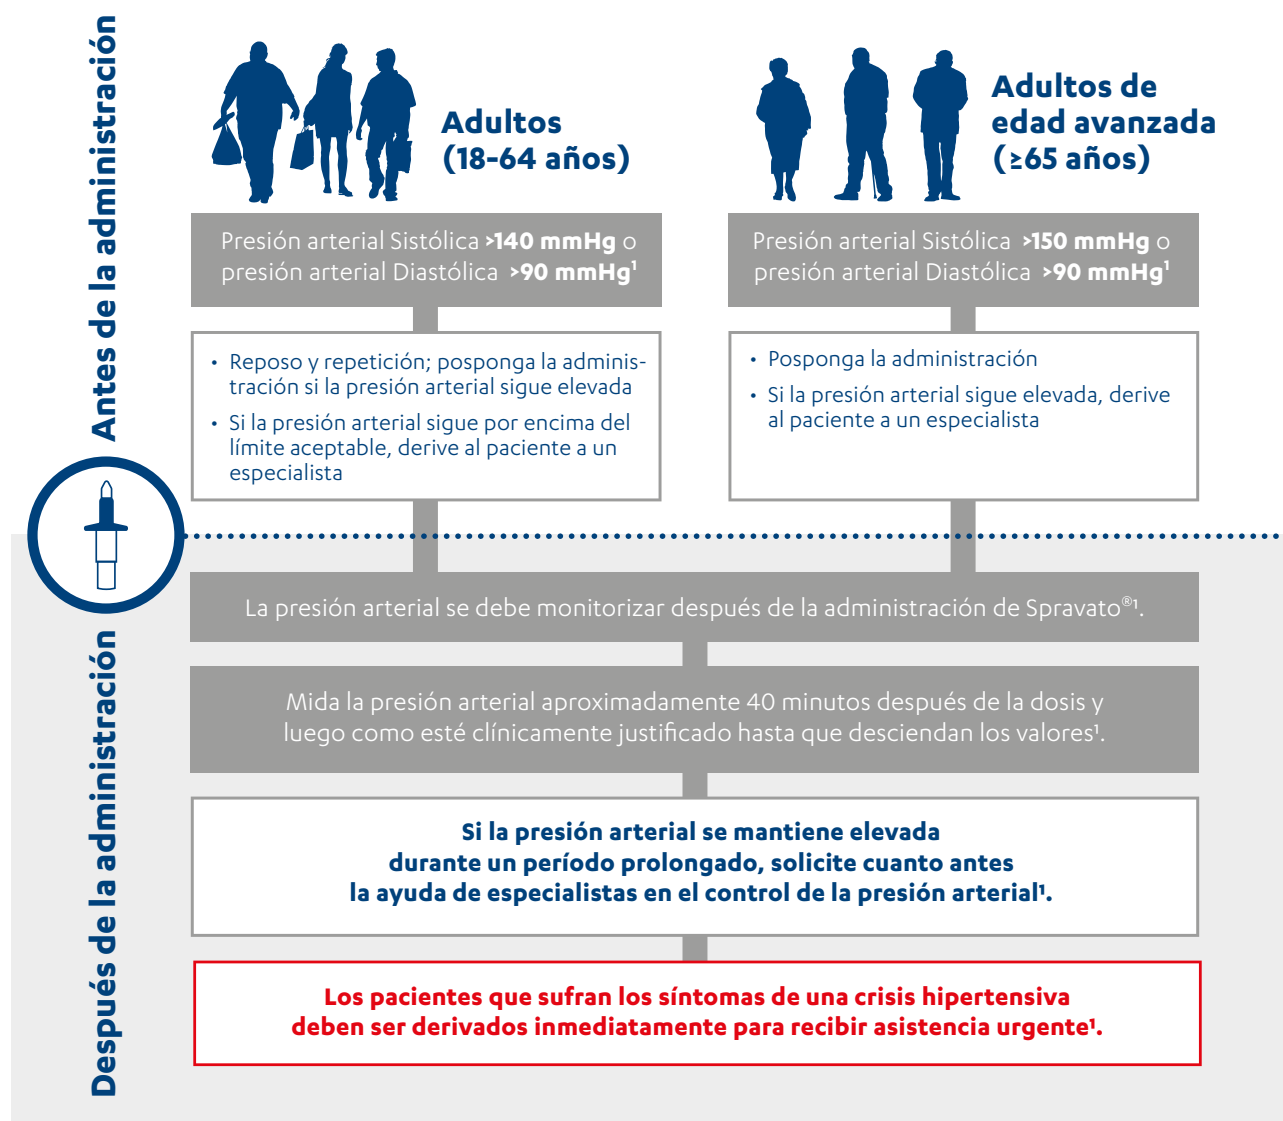 Antes de la administración
Adultos
(18-64 años)
Adultos de
edad avanzada
(≥65 años)
Presión arterial Sistólica >140 mmHg o
presión arterial Diastólica >90 mmHg¹
Presión arterial Sistólica >150 mmHg o
presión arterial Diastólica >90 mmHg¹
• Reposo y repetición; posponga la adminis-
tración si la presión arterial sigue elevada
• Si la presión arterial sigue por encima del
límite aceptable, derive al paciente a un
especialista
• Posponga la administración
• Si la presión arterial sigue elevada, derive
al paciente a un especialista
Después de la administración
La presión arterial se debe monitorizar después de la administración de Spravato®¹.
Mida la presión arterial aproximadamente 40 minutos después de la dosis y
luego como esté clínicamente justificado hasta que desciendan los valores¹.
Si la presión arterial se mantiene elevada
durante un período prolongado, solicite cuanto antes
la ayuda de especialistas en el control de la presión arterial¹.
Los pacientes que sufran los síntomas de una crisis hipertensiva
deben ser derivados inmediatamente para recibir asistencia urgente¹.